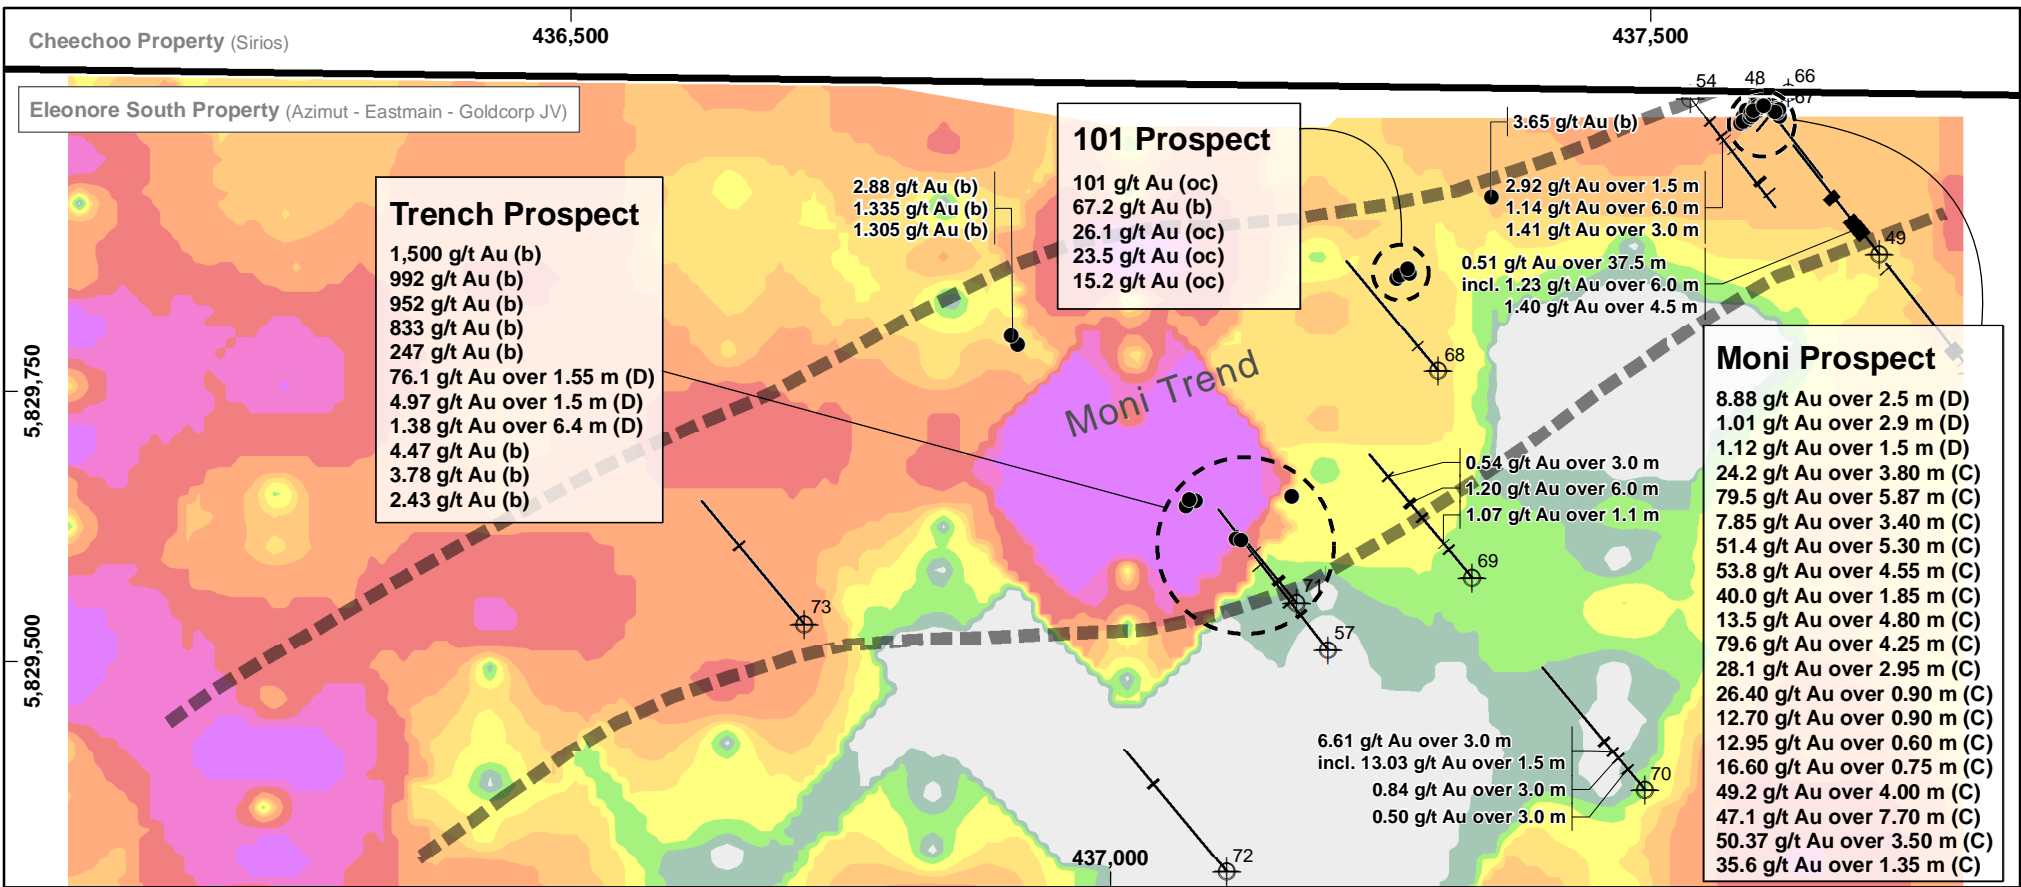 Cheechoo Property (Sirios)
436,500
437,500
Eleonore South Property (Azimut - Eastmain - Goldcorp JV)
54
48
66
67
3.65 g/t Au (b)
101 Prospect
101 g/t Au (oc)
67.2 g/t Au (b)
26.1 g/t Au (oc)
23.5 g/t Au (oc)
15.2 g/t Au (oc)
2.88 g/t Au (b)
1.335 g/t Au (b)
1.305 g/t Au (b)
2.92 g/t Au over 1.5 m
1.14 g/t Au over 6.0 m
1.41 g/t Au over 3.0 m
49
0.51 g/t Au over 37.5 m
incl. 1.23 g/t Au over 6.0 m
1.40 g/t Au over 4.5 m
Trench Prospect
1,500 g/t Au (b)
992 g/t Au (b)
952 g/t Au (b)
833 g/t Au (b)
247 g/t Au (b)
76.1 g/t Au over 1.55 m (D)
4.97 g/t Au over 1.5 m (D)
1.38 g/t Au over 6.4 m (D)
4.47 g/t Au (b)
3.78 g/t Au (b)
2.43 g/t Au (b)
5,829,750
Moni Trend
68
0.54 g/t Au over 3.0 m
1.20 g/t Au over 6.0 m
1.07 g/t Au over 1.1 m
69
71
57
73
5,829,500
Moni Prospect
8.88 g/t Au over 2.5 m (D)
1.01 g/t Au over 2.9 m (D)
1.12 g/t Au over 1.5 m (D)
24.2 g/t Au over 3.80 m (C)
79.5 g/t Au over 5.87 m (C)
7.85 g/t Au over 3.40 m (C)
51.4 g/t Au over 5.30 m (C)
53.8 g/t Au over 4.55 m (C)
40.0 g/t Au over 1.85 m (C)
13.5 g/t Au over 4.80 m (C)
79.6 g/t Au over 4.25 m (C)
28.1 g/t Au over 2.95 m (C)
26.40 g/t Au over 0.90 m (C)
12.70 g/t Au over 0.90 m (C)
12.95 g/t Au over 0.60 m (C)
16.60 g/t Au over 0.75 m (C)
49.2 g/t Au over 4.00 m (C)
47.1 g/t Au over 7.70 m (C)
50.37 g/t Au over 3.50 m (C)
35.6 g/t Au over 1.35 m (C)
6.61 g/t Au over 3.0 m
incl. 13.03 g/t Au over 1.5 m
0.84 g/t Au over 3.0 m
0.50 g/t Au over 3.0 m
70
437,000
72